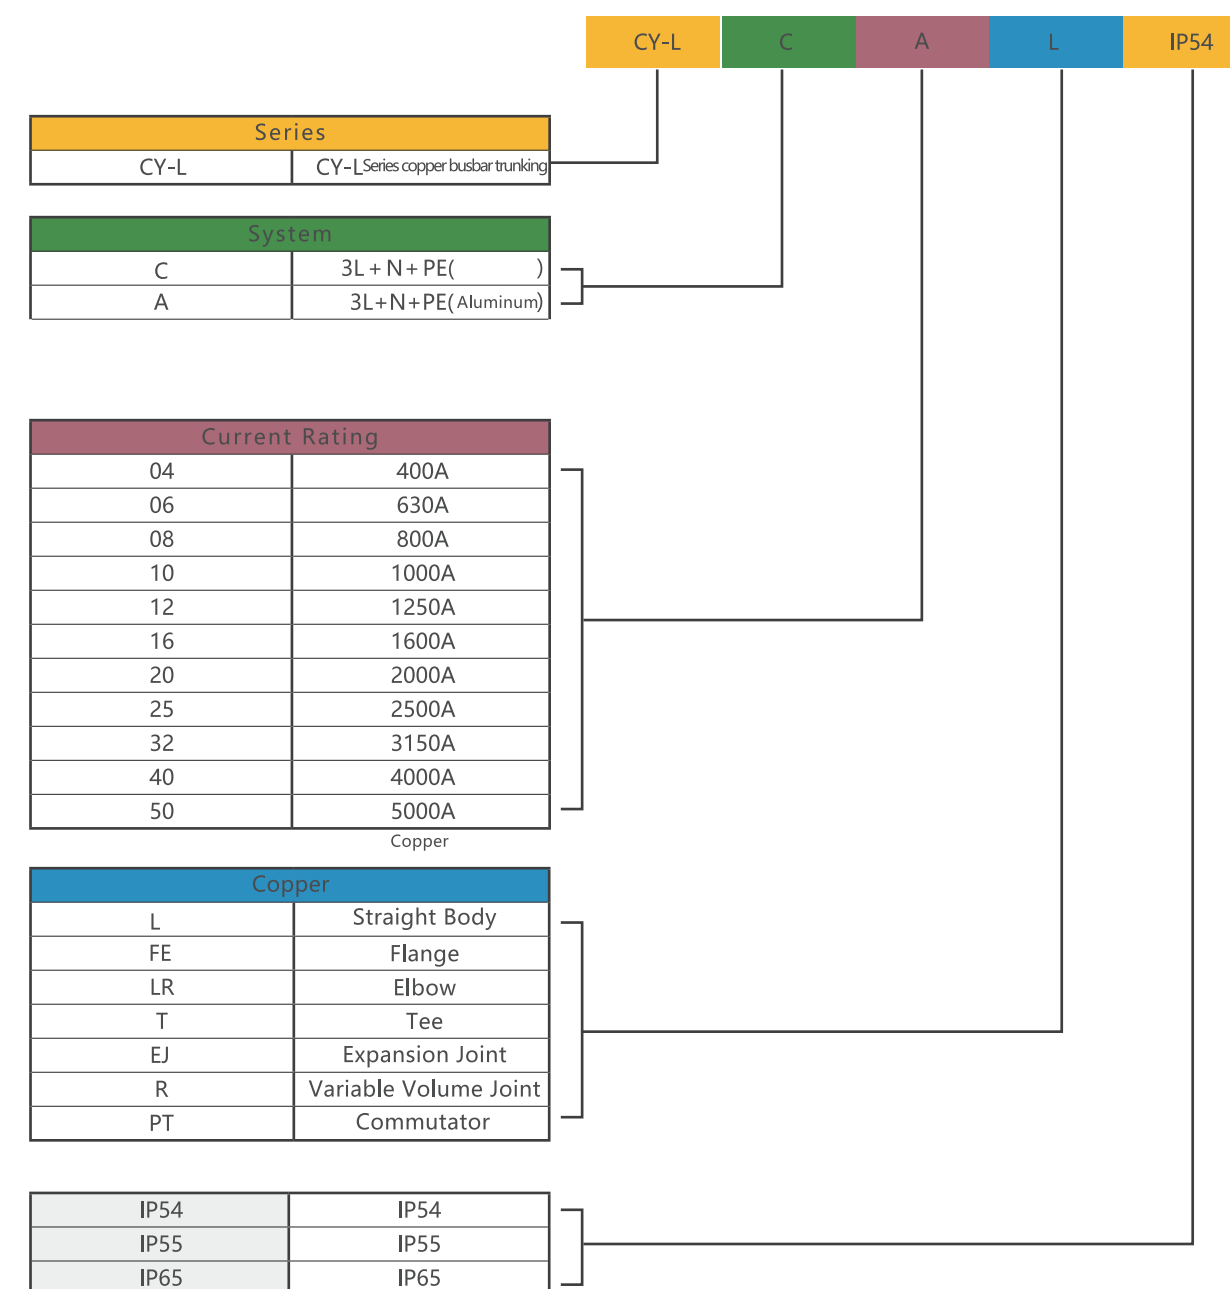 CY-L C A L IP54
Series
CY-L CY-L Series copper busbar trunking
System
C 3L+N+PE( )
A 3L+N+PE(Aluminum)
Current Rating
04 400A
06 630A
08 800A
10 1000A
12 1250A
16 1600A
20 2000A
25 2500A
32 3150A
40 4000A
50 5000A
Copper
Copper
L Straight Body
FE Flange
LR Elbow
T Tee
EJ Expansion Joint
R Variable Volume Joint
PT Commutator
IP54 IP54
IP55 IP55
IP65 IP65